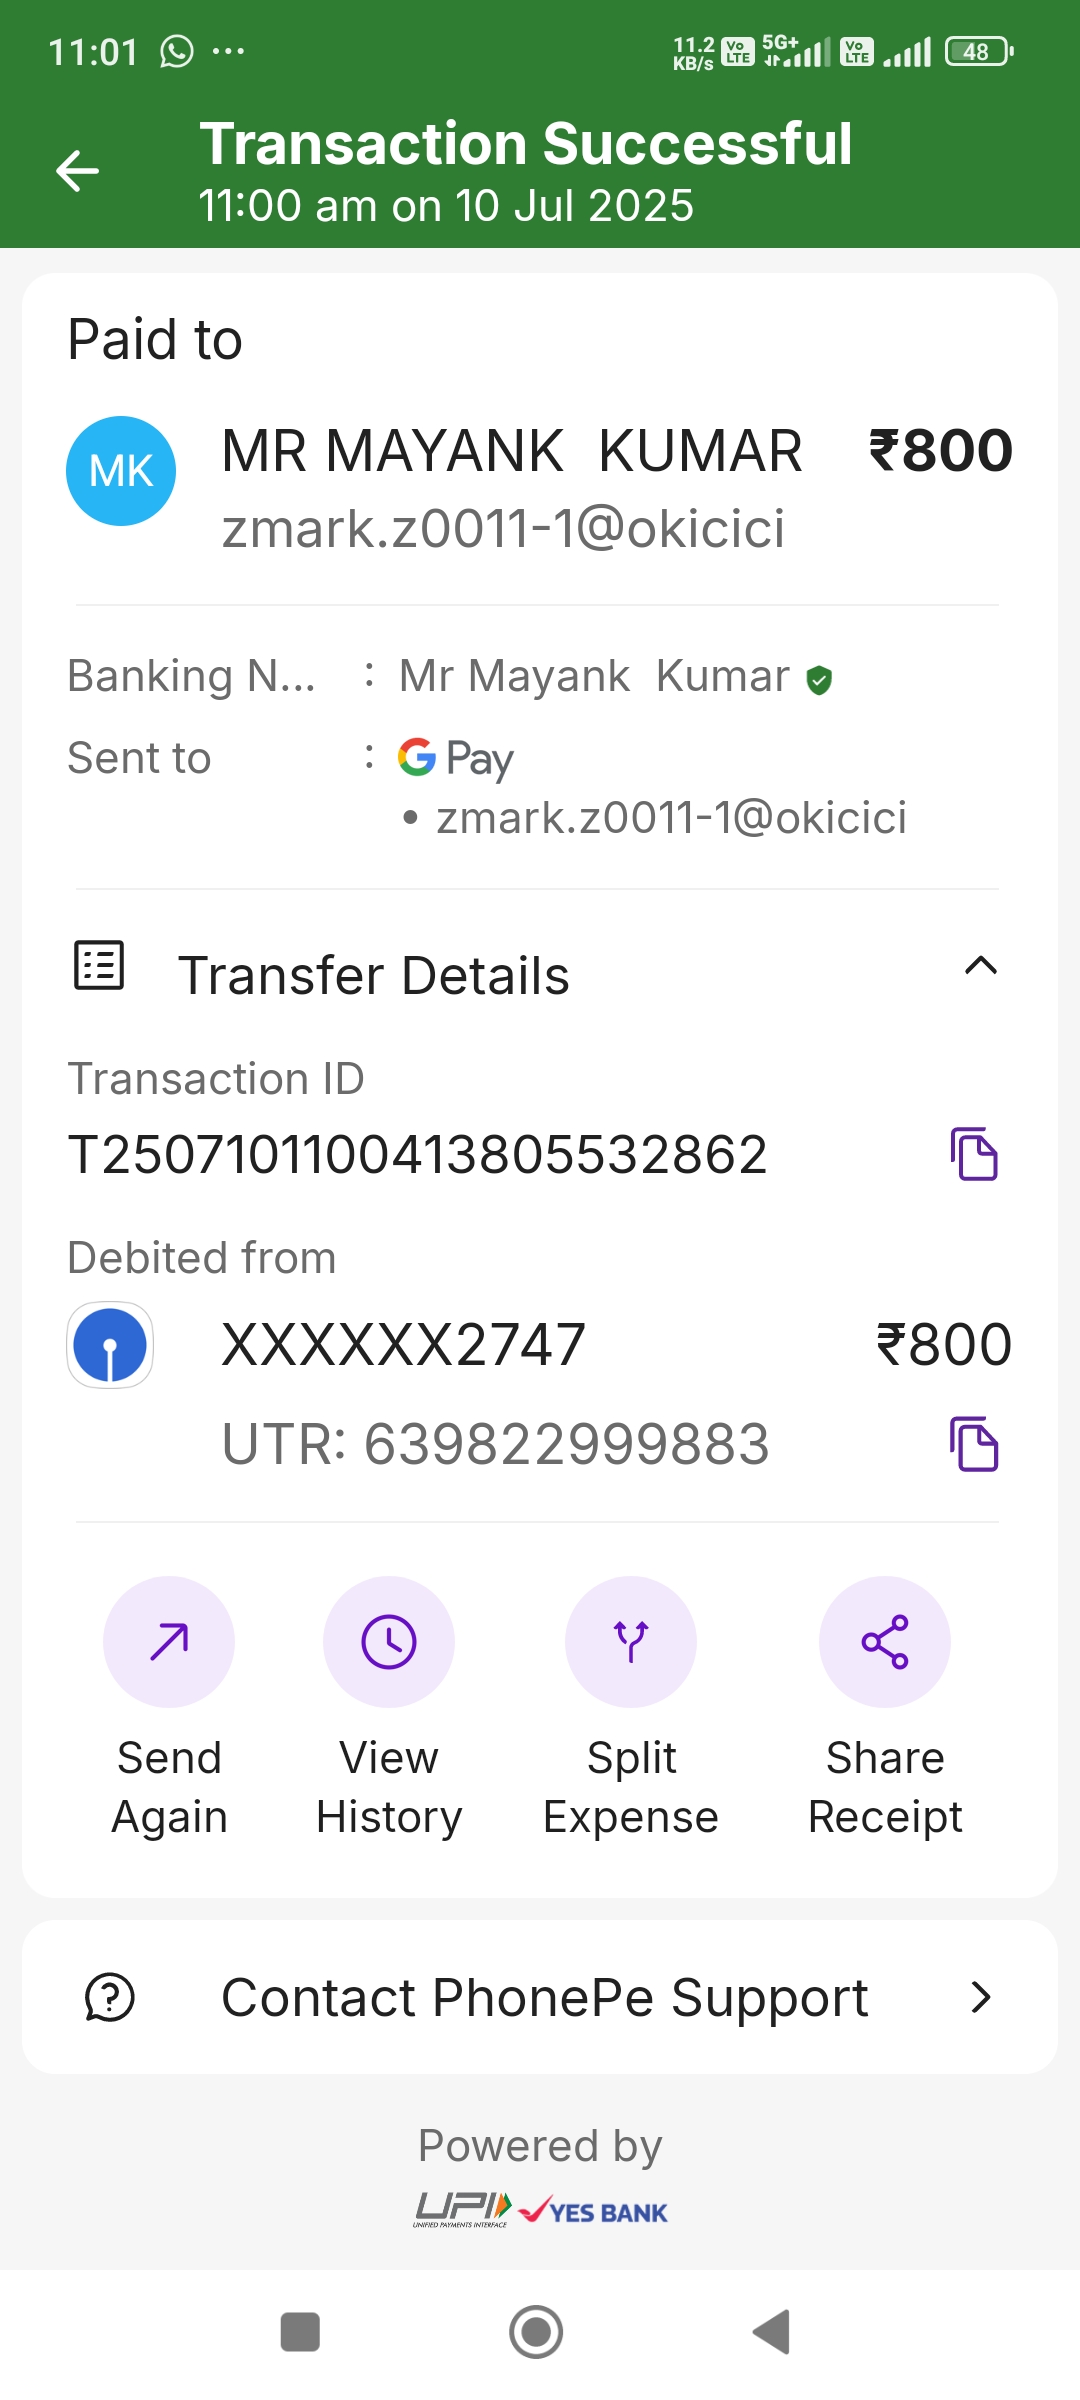 11:01 ... 11.2 KB/s Vo LTE 5G+ Vo LTE 48
Transaction Successful
11:00 am on 10 Jul 2025
Paid to
MK MR MAYANK  KUMAR ₹800
zmark.z0011-1@okicici
Banking N... : Mr Mayank  Kumar
Sent to : G Pay
• zmark.z0011-1@okicici
Transfer Details
Transaction ID
T2507101100413805532862
Debited from
XXXXXX2747 ₹800
UTR: 639822999883
Send Again
View History
Split Expense
Share Receipt
Contact PhonePe Support
Powered by
UPI UNIFIED PAYMENTS INTERFACE YES BANK